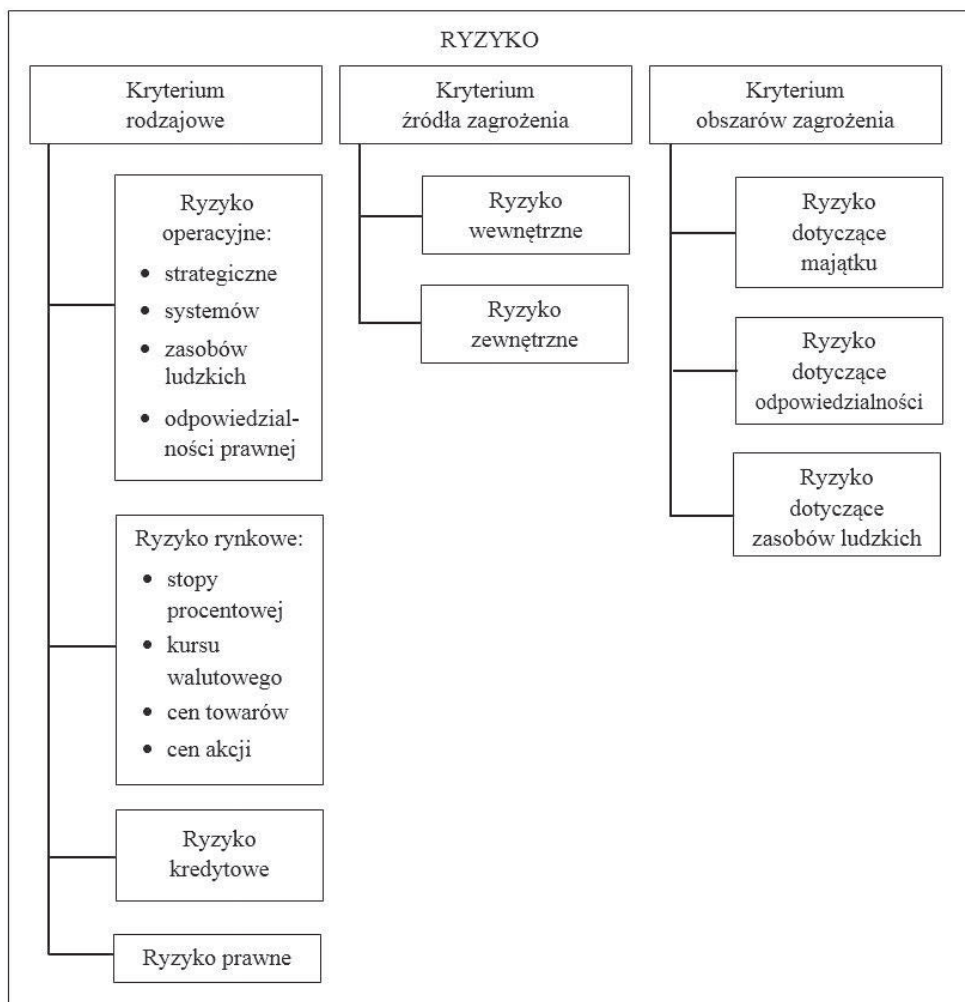 RYZYKO
Kryterium
rodzajowe
Ryzyko
operacyjne:
• strategiczne
• systemów
• zasobów
ludzkich
• odpowiedzial-
ności prawnej
Ryzyko rynkowe:
• stopy
procentowej
• kursu
walutowego
• cen towarów
• cen akcji
Ryzyko
kredytowe
Ryzyko prawne
Kryterium
źródła zagrożenia
Ryzyko
wewnętrzne
Ryzyko
zewnętrzne
Kryterium
obszarów zagrożenia
Ryzyko
dotyczące
majątku
Ryzyko
dotyczące
odpowiedzialności
Ryzyko
dotyczące
zasobów ludzkich